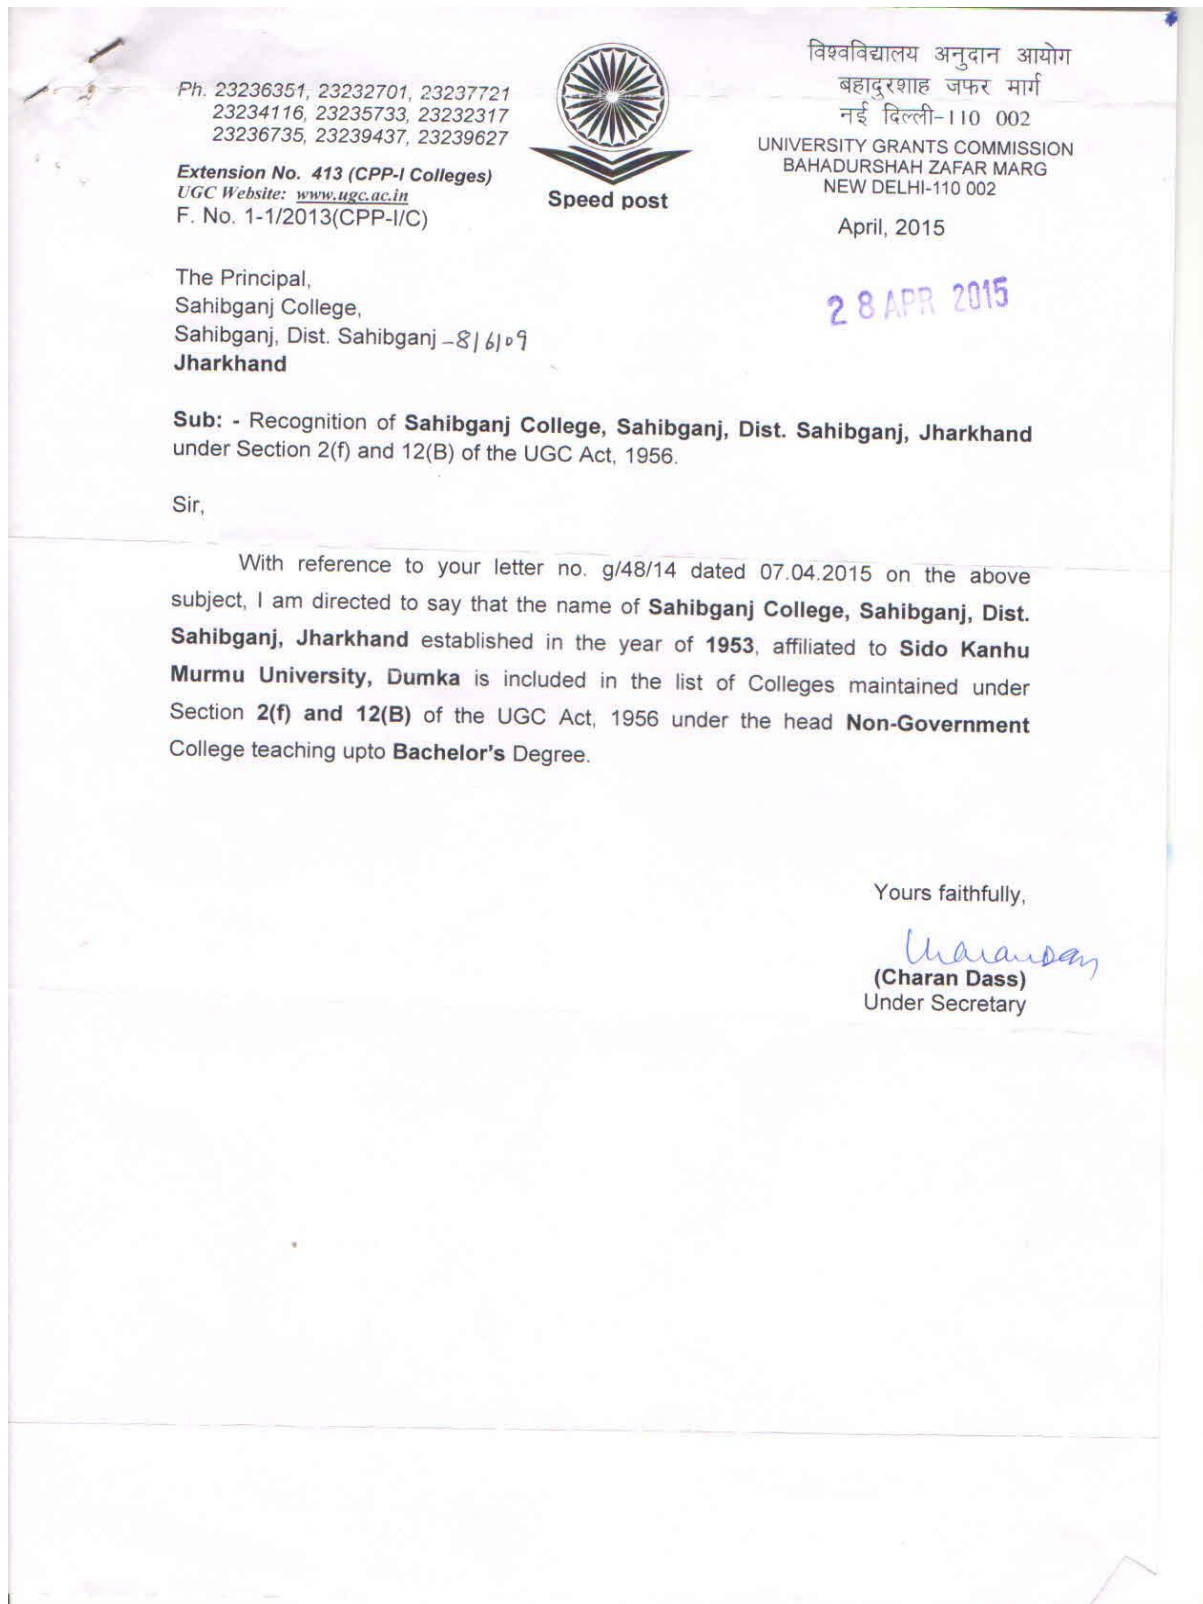 Ph. 23236351, 23232701, 23237721
23234116, 23235733, 23232317
23236735, 23239437, 23239627
Extension No. 413 (CPP-I Colleges)
UGC Website: www.ugc.ac.in
F. No. 1-1/2013(CPP-I/C)
Speed post
विश्वविद्यालय अनुदान आयोग
बहादुरशाह जफर मार्ग
नई दिल्ली-110 002
UNIVERSITY GRANTS COMMISSION
BAHADURSHAH ZAFAR MARG
NEW DELHI-110 002
April, 2015
28 APR 2015
The Principal,
Sahibganj College,
Sahibganj, Dist. Sahibganj -816109
Jharkhand
Sub: - Recognition of Sahibganj College, Sahibganj, Dist. Sahibganj, Jharkhand
under Section 2(f) and 12(B) of the UGC Act, 1956.
Sir,
With reference to your letter no. g/48/14 dated 07.04.2015 on the above
subject, I am directed to say that the name of Sahibganj College, Sahibganj, Dist.
Sahibganj, Jharkhand established in the year of 1953, affiliated to Sido Kanhu
Murmu University, Dumka is included in the list of Colleges maintained under
Section 2(f) and 12(B) of the UGC Act, 1956 under the head Non-Government
College teaching upto Bachelor's Degree.
Yours faithfully,
Charan Dass
(Charan Dass)
Under Secretary